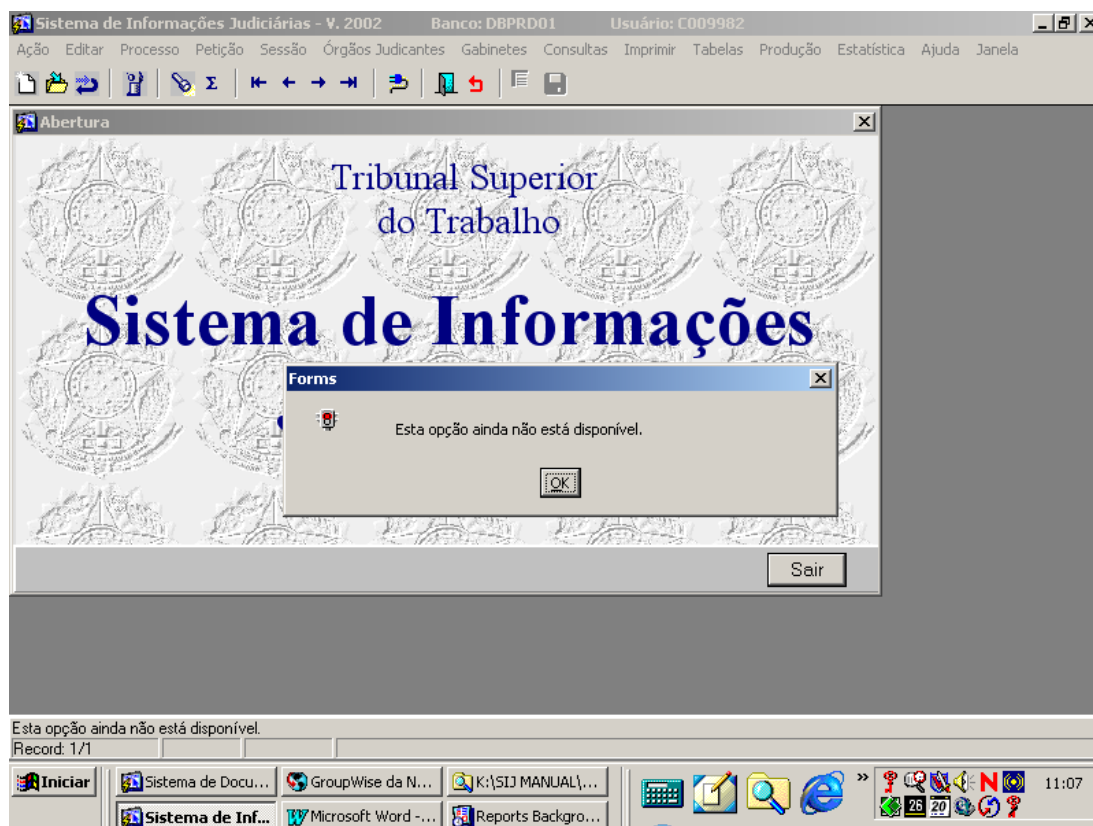 Sistema de Informações Judiciárias - V. 2002 Banco: DBPRD01 Usuário: C009982
Ação Editar Processo Petição Sessão Órgãos Judicantes Gabinetes Consultas Imprimir Tabelas Produção Estatística Ajuda Janela
Σ
Abertura
Tribunal Superior
do Trabalho
Sistema de Informações
Forms
Esta opção ainda não está disponível.
OK
Sair
Esta opção ainda não está disponível.
Record: 1/1
Iniciar Sistema de Docu... GroupWise da N... K:\SIJ MANUAL\... » N 11:07
Sistema de Inf... Microsoft Word -... Reports Backgro... 26 20